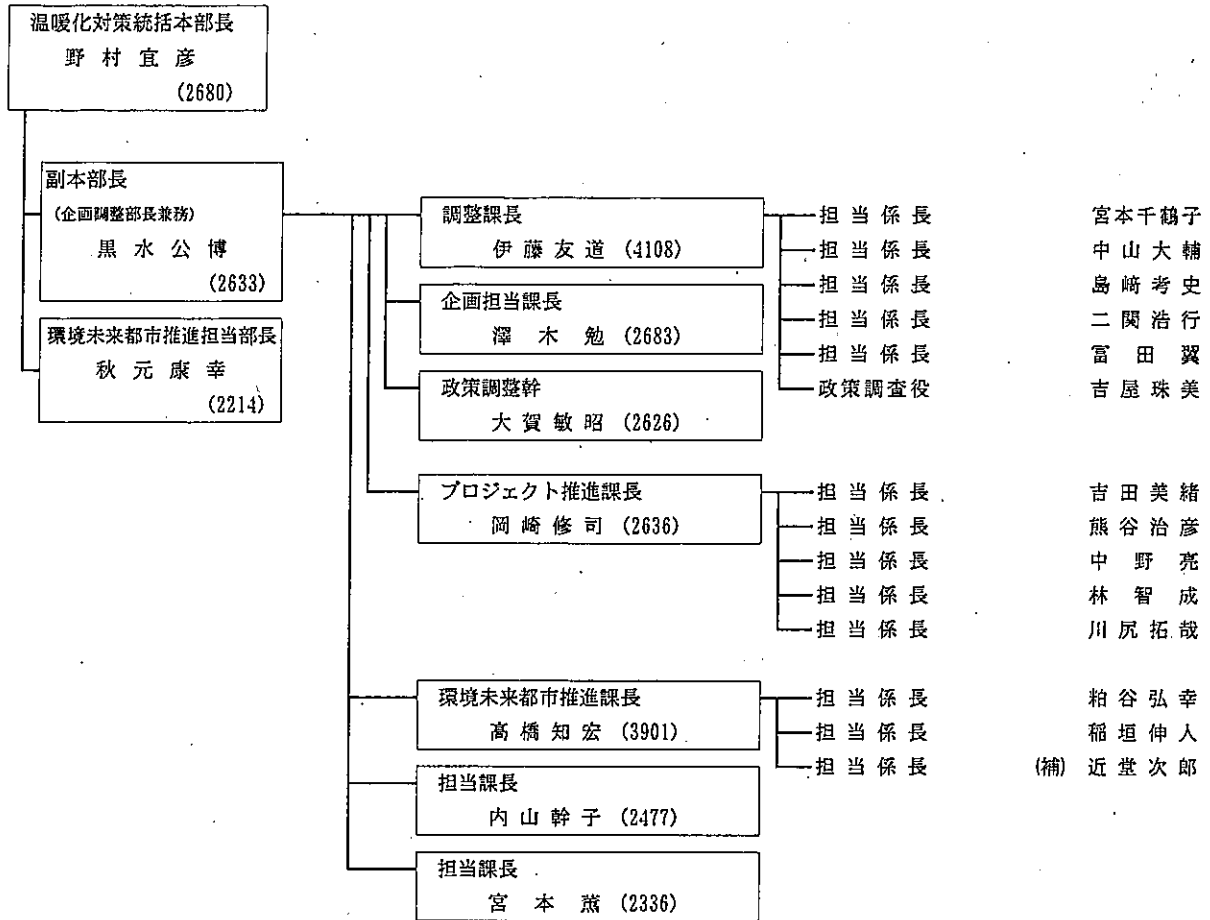 温暖化対策統括本部長
野村宜彦
(2680)
副本部長
(企画調整部長兼務)
黒水公博
(2633)
環境未来都市推進担当部長
秋元康幸
(2214)
調整課長
伊藤友道 (4108)
企画担当課長
澤木勉 (2683)
政策調整幹
大賀敏昭 (2626)
プロジェクト推進課長
岡崎修司 (2636)
環境未来都市推進課長
高橋知宏 (3901)
担当課長
内山幹子 (2477)
担当課長
宮本薫 (2336)
担当係長 宮本千鶴子
担当係長 中山大輔
担当係長 島崎考史
担当係長 二関浩行
担当係長 冨田翼
政策調査役 吉屋珠美
担当係長 吉田美緒
担当係長 熊谷治彦
担当係長 中野亮
担当係長 林智成
担当係長 川尻拓哉
担当係長 粕谷弘幸
担当係長 稲垣伸人
担当係長 (補) 近堂次郎